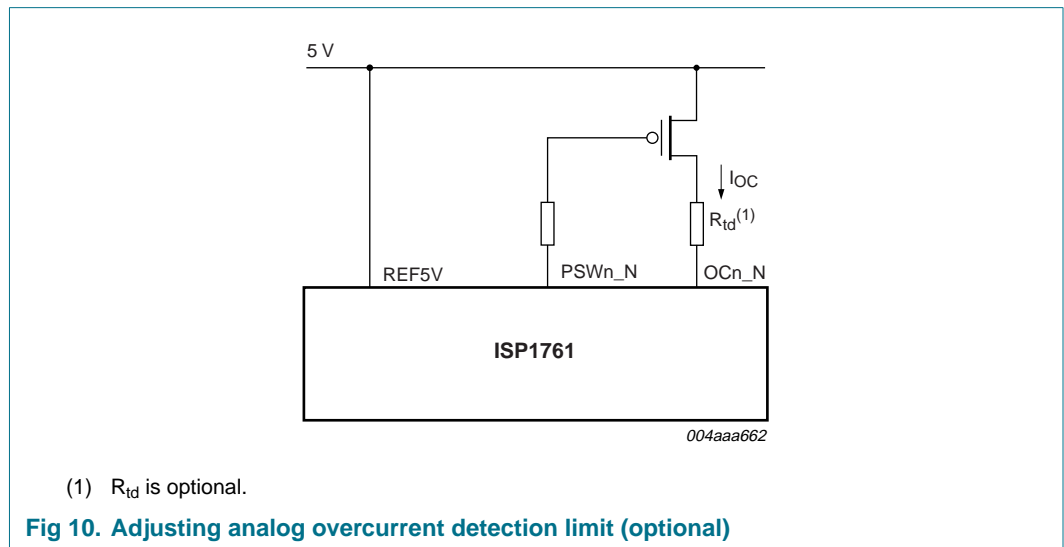 5 V
IOC
Rtd(1)
REF5V
PSWn_N
OCn_N
ISP1761
004aaa662
(1) Rtd is optional.
Fig 10. Adjusting analog overcurrent detection limit (optional)